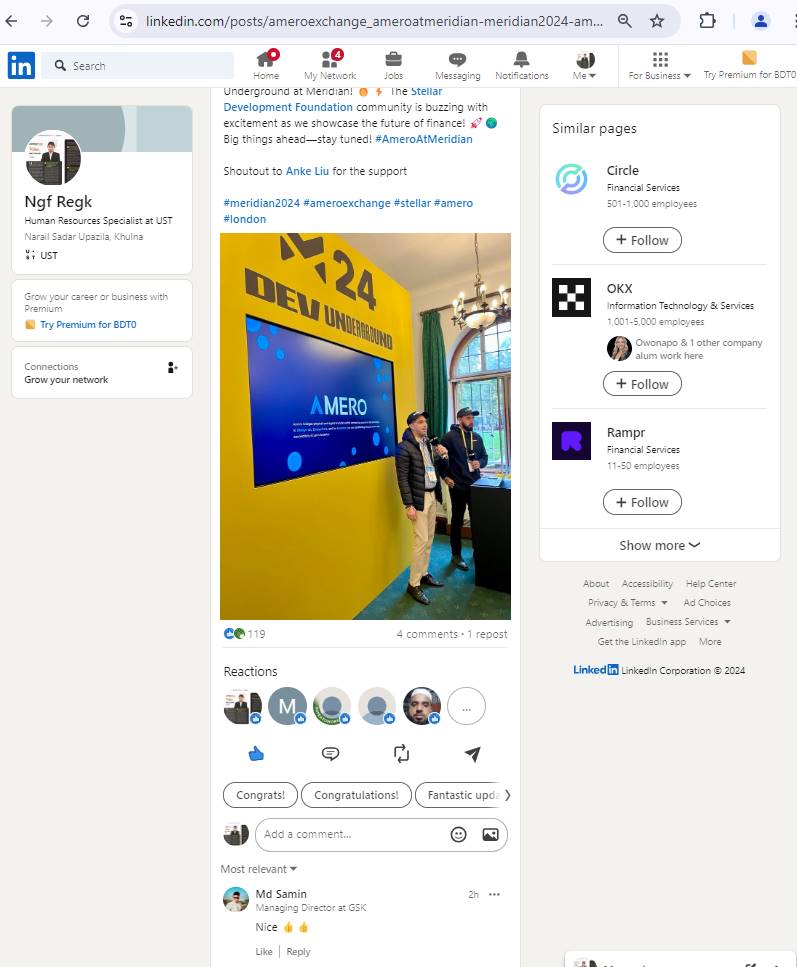 linkedin.com/posts/ameroexchange_ameroatmeridian-meridian2024-am...
in
Search
Home
4
My Network
Jobs
Messaging
Notifications
Me
For Business
Try Premium for BDT0
Ngf Regk
Human Resources Specialist at UST
Narail Sadar Upazila, Khulna
UST
Grow your career or business with
Premium
Try Premium for BDT0
Connections
Grow your network
Underground at Meridian! 🔥 ⚡ The Stellar
Development Foundation community is buzzing with
excitement as we showcase the future of finance! 🚀 🌎
Big things ahead—stay tuned! #AmeroAtMeridian
Shoutout to Anke Liu for the support
#meridian2024 #ameroexchange #stellar #amero
#london
24
DEV UNDERGROUND
AMERO
119
4 comments • 1 repost
Reactions
M
...
Congrats!
Congratulations!
Fantastic upda
Add a comment...
Most relevant
Md Samin
2h
Managing Director at GSK
Nice 👍 👍
Like | Reply
Similar pages
Circle
Financial Services
501-1,000 employees
+ Follow
OKX
Information Technology & Services
1,001-5,000 employees
Owonapo & 1 other company
alum work here
+ Follow
Rampr
Financial Services
11-50 employees
+ Follow
Show more
About Accessibility Help Center
Privacy & Terms Ad Choices
Advertising Business Services
Get the LinkedIn app More
LinkedIn LinkedIn Corporation © 2024